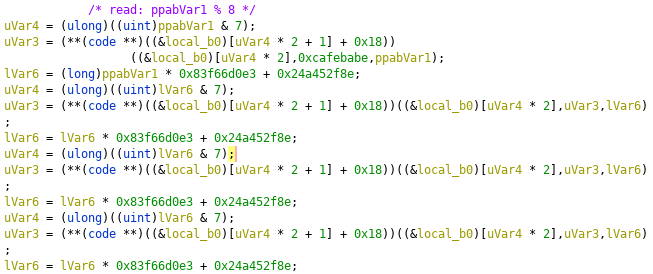 /* read: ppabVar1 % 8 */
uVar4 = (ulong)((uint)ppabVar1 & 7);
uVar3 = (**(code **)((&local_b0)[uVar4 * 2 + 1] + 0x18))
((&local_b0)[uVar4 * 2],0xcafebabe,ppabVar1);
lVar6 = (long)ppabVar1 * 0x83f66d0e3 + 0x24a452f8e;
uVar4 = (ulong)((uint)lVar6 & 7);
uVar3 = (**(code **)((&local_b0)[uVar4 * 2 + 1] + 0x18))((&local_b0)[uVar4 * 2],uVar3,lVar6)
;
lVar6 = lVar6 * 0x83f66d0e3 + 0x24a452f8e;
uVar4 = (ulong)((uint)lVar6 & 7);
uVar3 = (**(code **)((&local_b0)[uVar4 * 2 + 1] + 0x18))((&local_b0)[uVar4 * 2],uVar3,lVar6)
;
lVar6 = lVar6 * 0x83f66d0e3 + 0x24a452f8e;
uVar4 = (ulong)((uint)lVar6 & 7);
uVar3 = (**(code **)((&local_b0)[uVar4 * 2 + 1] + 0x18))((&local_b0)[uVar4 * 2],uVar3,lVar6)
;
lVar6 = lVar6 * 0x83f66d0e3 + 0x24a452f8e;